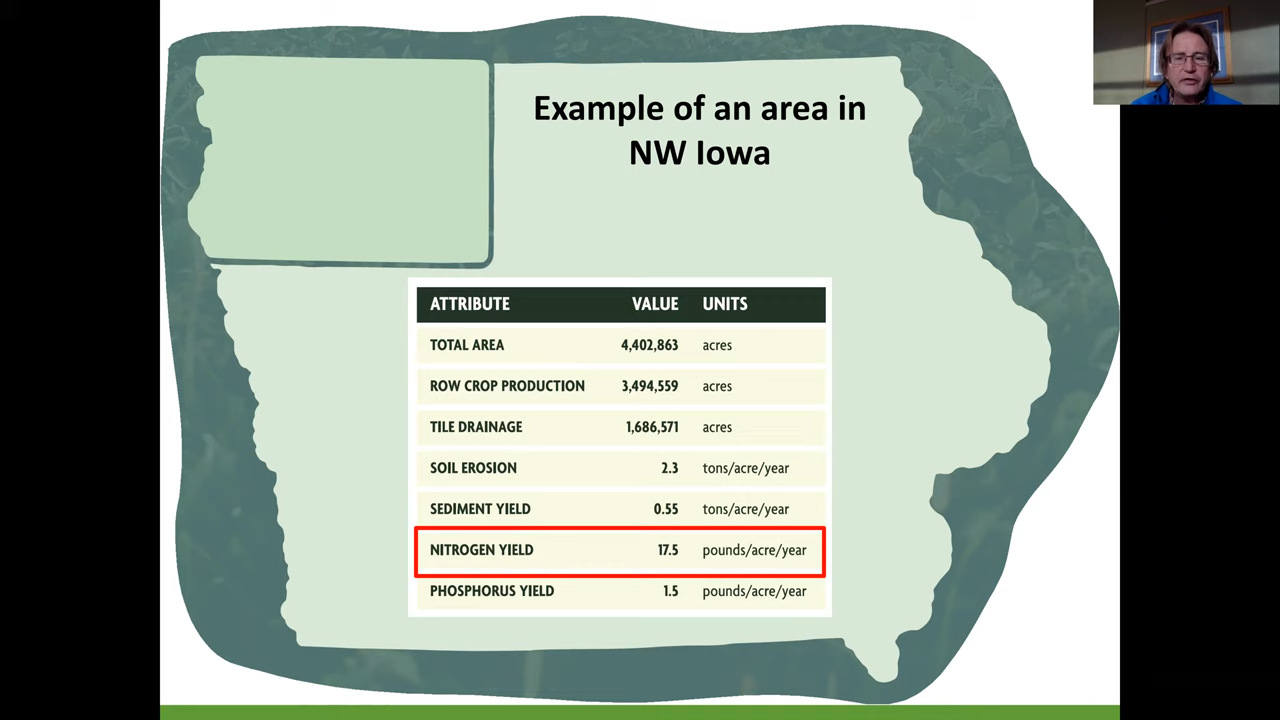 Example of an area in
NW Iowa
ATTRIBUTE VALUE UNITS
TOTAL AREA 4,402,863 acres
ROW CROP PRODUCTION 3,494,559 acres
TILE DRAINAGE 1,686,571 acres
SOIL EROSION 2.3 tons/acre/year
SEDIMENT YIELD 0.55 tons/acre/year
NITROGEN YIELD 17.5 pounds/acre/year
PHOSPHORUS YIELD 1.5 pounds/acre/year